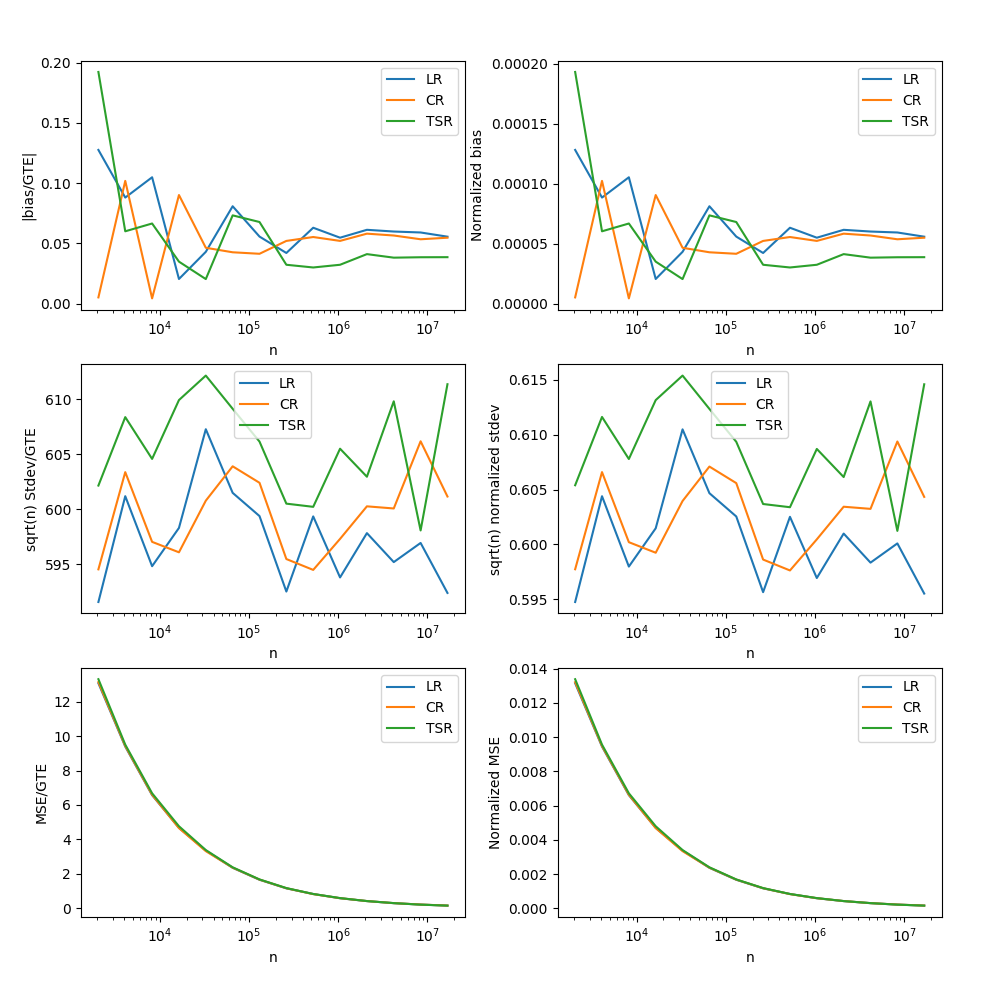 |bias/GTE|
0.20
0.15
0.10
0.05
0.00
LR
CR
TSR
10⁴ 10⁵ 10⁶ 10⁷
n
Normalized bias
0.00020
0.00015
0.00010
0.00005
0.00000
LR
CR
TSR
10⁴ 10⁵ 10⁶ 10⁷
n
sqrt(n) Stdev/GTE
610
605
600
595
LR
CR
TSR
10⁴ 10⁵ 10⁶ 10⁷
n
sqrt(n) normalized stdev
0.615
0.610
0.605
0.600
0.595
LR
CR
TSR
10⁴ 10⁵ 10⁶ 10⁷
n
MSE/GTE
12
10
8
6
4
2
0
LR
CR
TSR
10⁴ 10⁵ 10⁶ 10⁷
n
Normalized MSE
0.014
0.012
0.010
0.008
0.006
0.004
0.002
0.000
LR
CR
TSR
10⁴ 10⁵ 10⁶ 10⁷
n